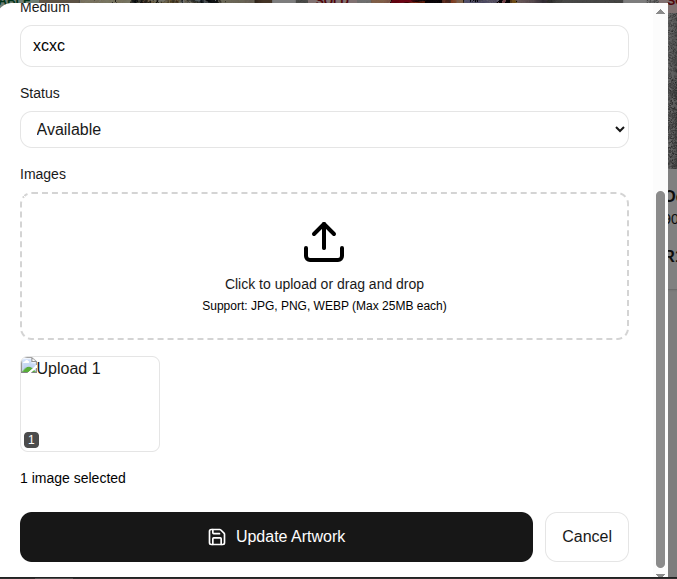 Medium
xcxc
Status
Available
Images
Click to upload or drag and drop
Support: JPG, PNG, WEBP (Max 25MB each)
Upload 1
1
1 image selected
Update Artwork
Cancel